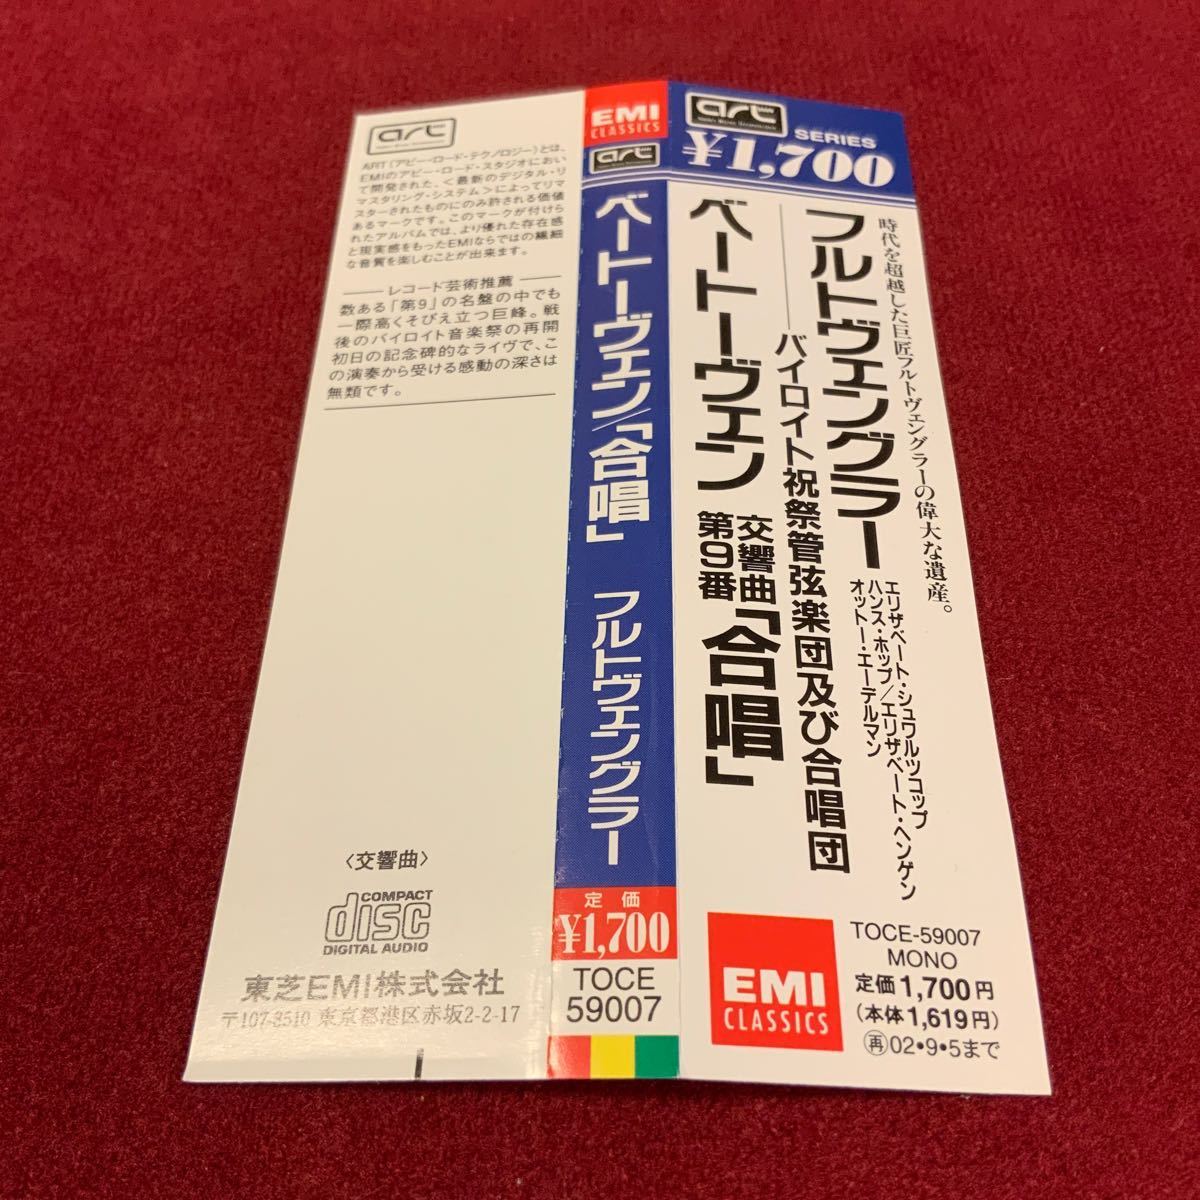 art
ART(アビー・ロード・テクノロジー)とは、
EMIのアビー・ロード・スタジオにおい
て開発された、<最新のデジタル・リ
マスタリング・システム>によってリマ
スターされたものにのみ許される価値
あるマークです。このマークが付けら
れたアルバムでは、より優れた存在感
と現実感をもったEMIならではの繊細
な音質を楽しむことが出来ます。
レコード芸術推薦
数ある「第9」の名盤の中でも
一際高くそびえ立つ巨峰。戦
後のバイロイト音楽祭の再開
初日の記念碑的なライヴで、こ
の演奏から受ける感動の深さは
無類です。
〈交響曲〉
COMPACT
disc
DIGITAL AUDIO
東芝EMI株式会社
〒107-8510 東京都港区赤坂2-2-17
EMI
CLASSICS
art
ベートーヴェン/「合唱」 フルトヴェングラー
定価
¥1,700
TOCE
59007
art
SERIES
¥1,700
時代を超越した巨匠フルトヴェングラーの偉大な遺産。
フルトヴェングラー
バイロイト祝祭管弦楽団及び合唱団
エリザベート・シュワルツコップ
ハンス・ホップ/エリザベート・ヘンゲン
オットー・エーデルマン
ベートーヴェン
交響曲
第9番
「合唱」
EMI
CLASSICS
TOCE-59007
MONO
定価1,700円
(本体1,619円)
再02・9・5まで